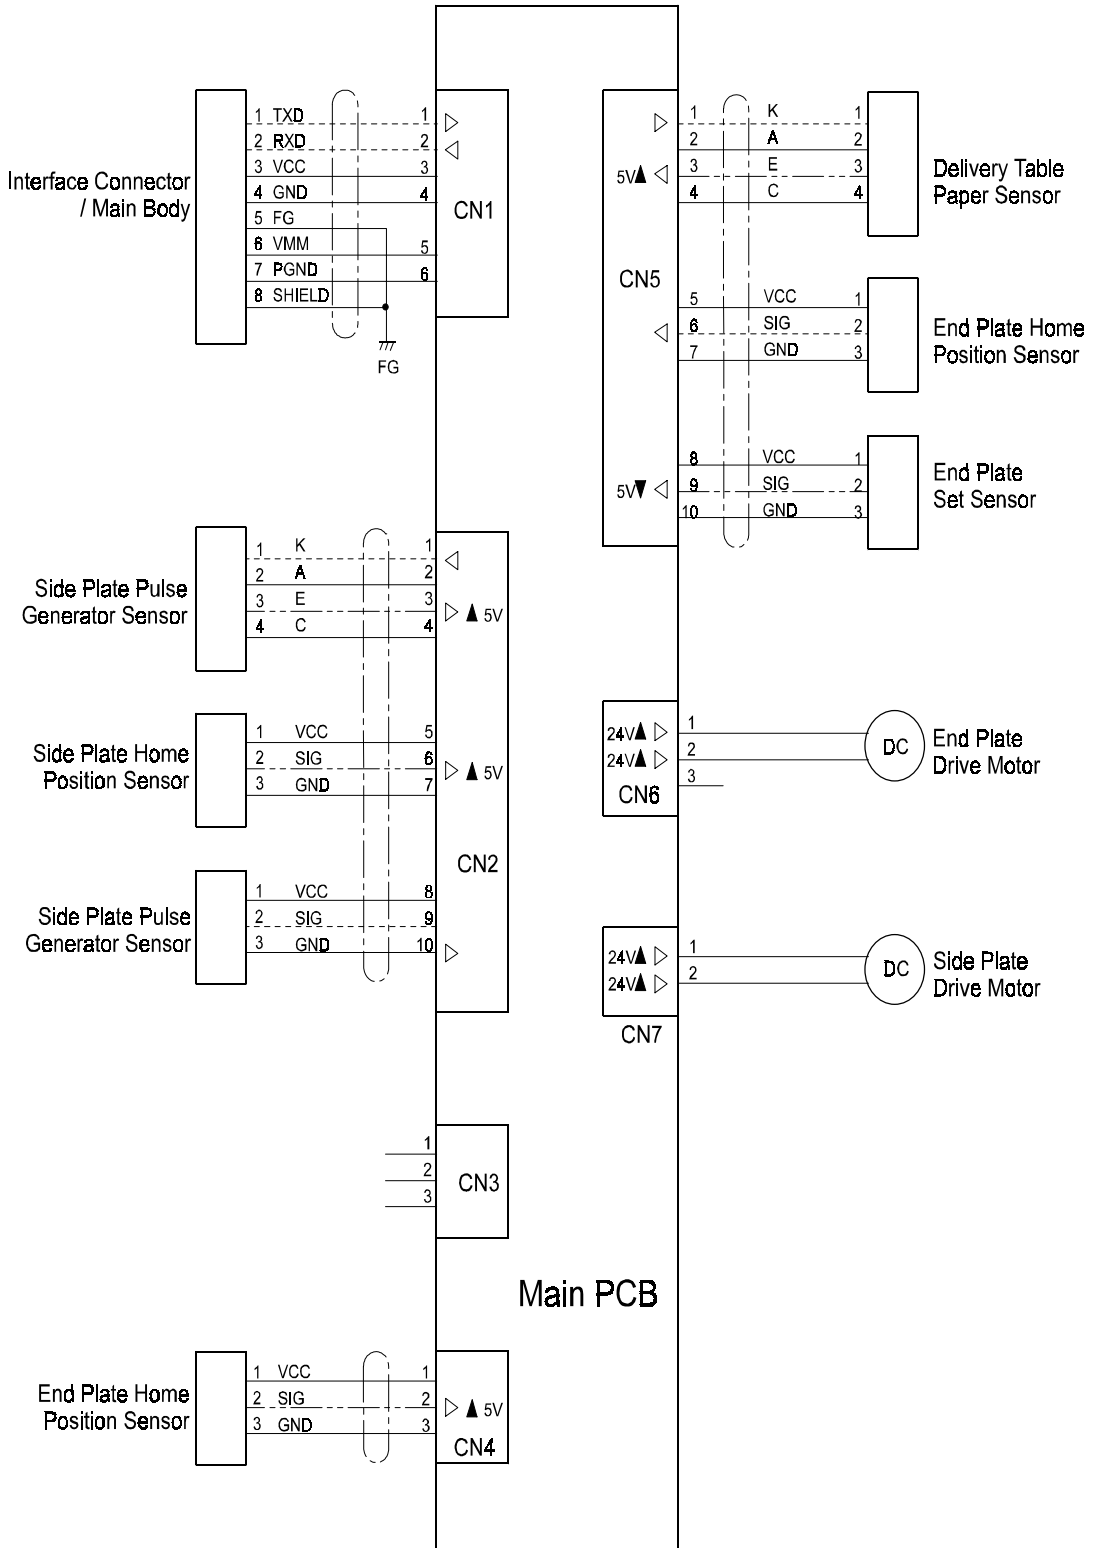 Interface Connector
/ Main Body
1 TXD 1
2 RXD 2
3 VCC 3
4 GND 4
5 FG
6 VMM 5
7 PGND 6
8 SHIELD
FG
CN1
Side Plate Pulse
Generator Sensor
1 K 1
2 A 2
3 E 3
4 C 4
▲ 5V
Side Plate Home
Position Sensor
1 VCC 5
2 SIG 6
3 GND 7
▲ 5V
CN2
Side Plate Pulse
Generator Sensor
1 VCC 8
2 SIG 9
3 GND 10
1
2
3
CN3
Main PCB
End Plate Home
Position Sensor
1 VCC 1
2 SIG 2
3 GND 3
▲ 5V
CN4
1 K 1
2 A 2
5V▲ 3 E 3
4 C 4
Delivery Table
Paper Sensor
CN5
5 VCC 1
6 SIG 2
7 GND 3
End Plate Home
Position Sensor
8 VCC 1
5V▼ 9 SIG 2
10 GND 3
End Plate
Set Sensor
24V▲ 1
24V▲ 2
3
CN6
DC
End Plate
Drive Motor
24V▲ 1
24V▲ 2
CN7
DC
Side Plate
Drive Motor